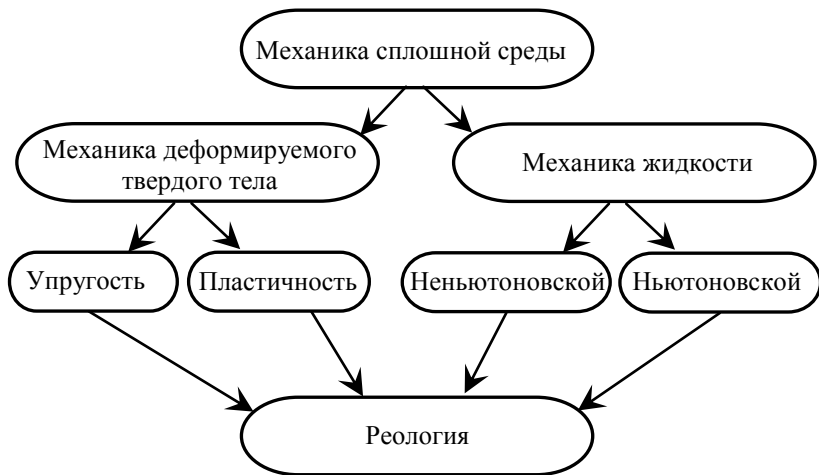 Механика сплошной среды
Механика деформируемого
твердого тела
Механика жидкости
Упругость
Пластичность
Неньютоновской
Ньютоновской
Реология